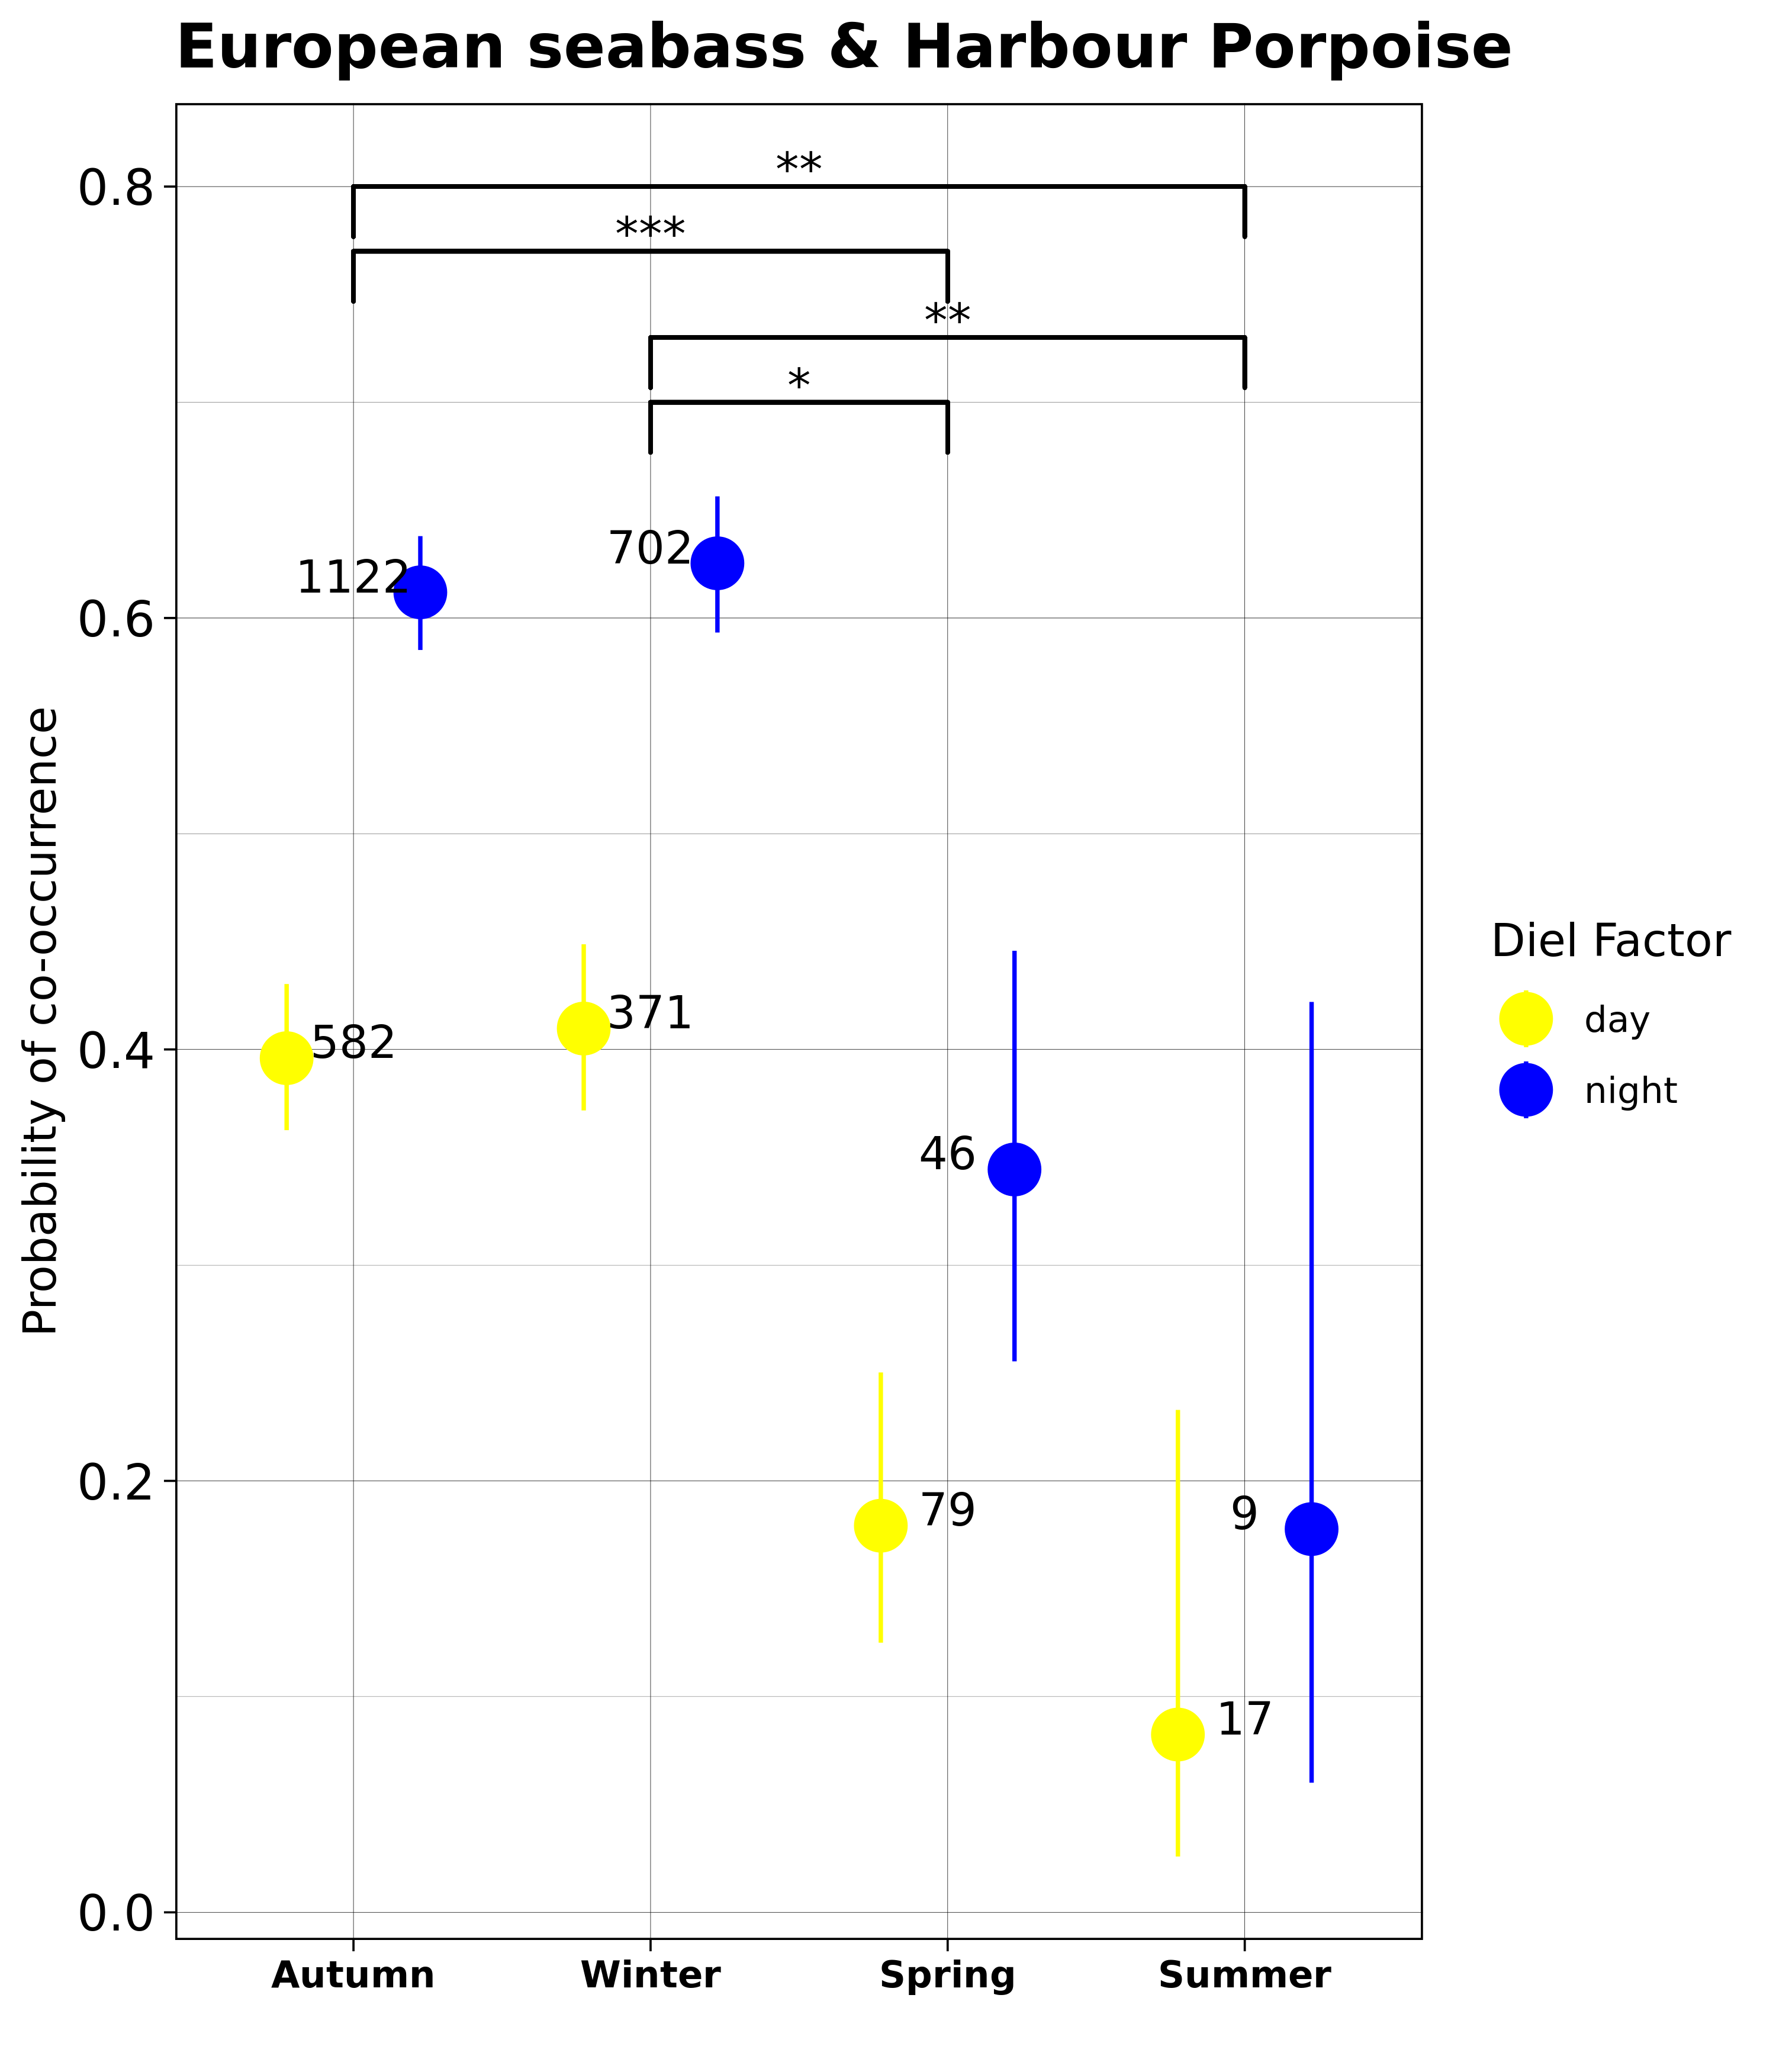 European seabass & Harbour Porpoise
Probability of co-occurrence
0.8
0.6
0.4
0.2
0.0
**
***
**
*
1122
702
582
371
46
79
9
17
Autumn Winter Spring Summer
Diel Factor
day
night